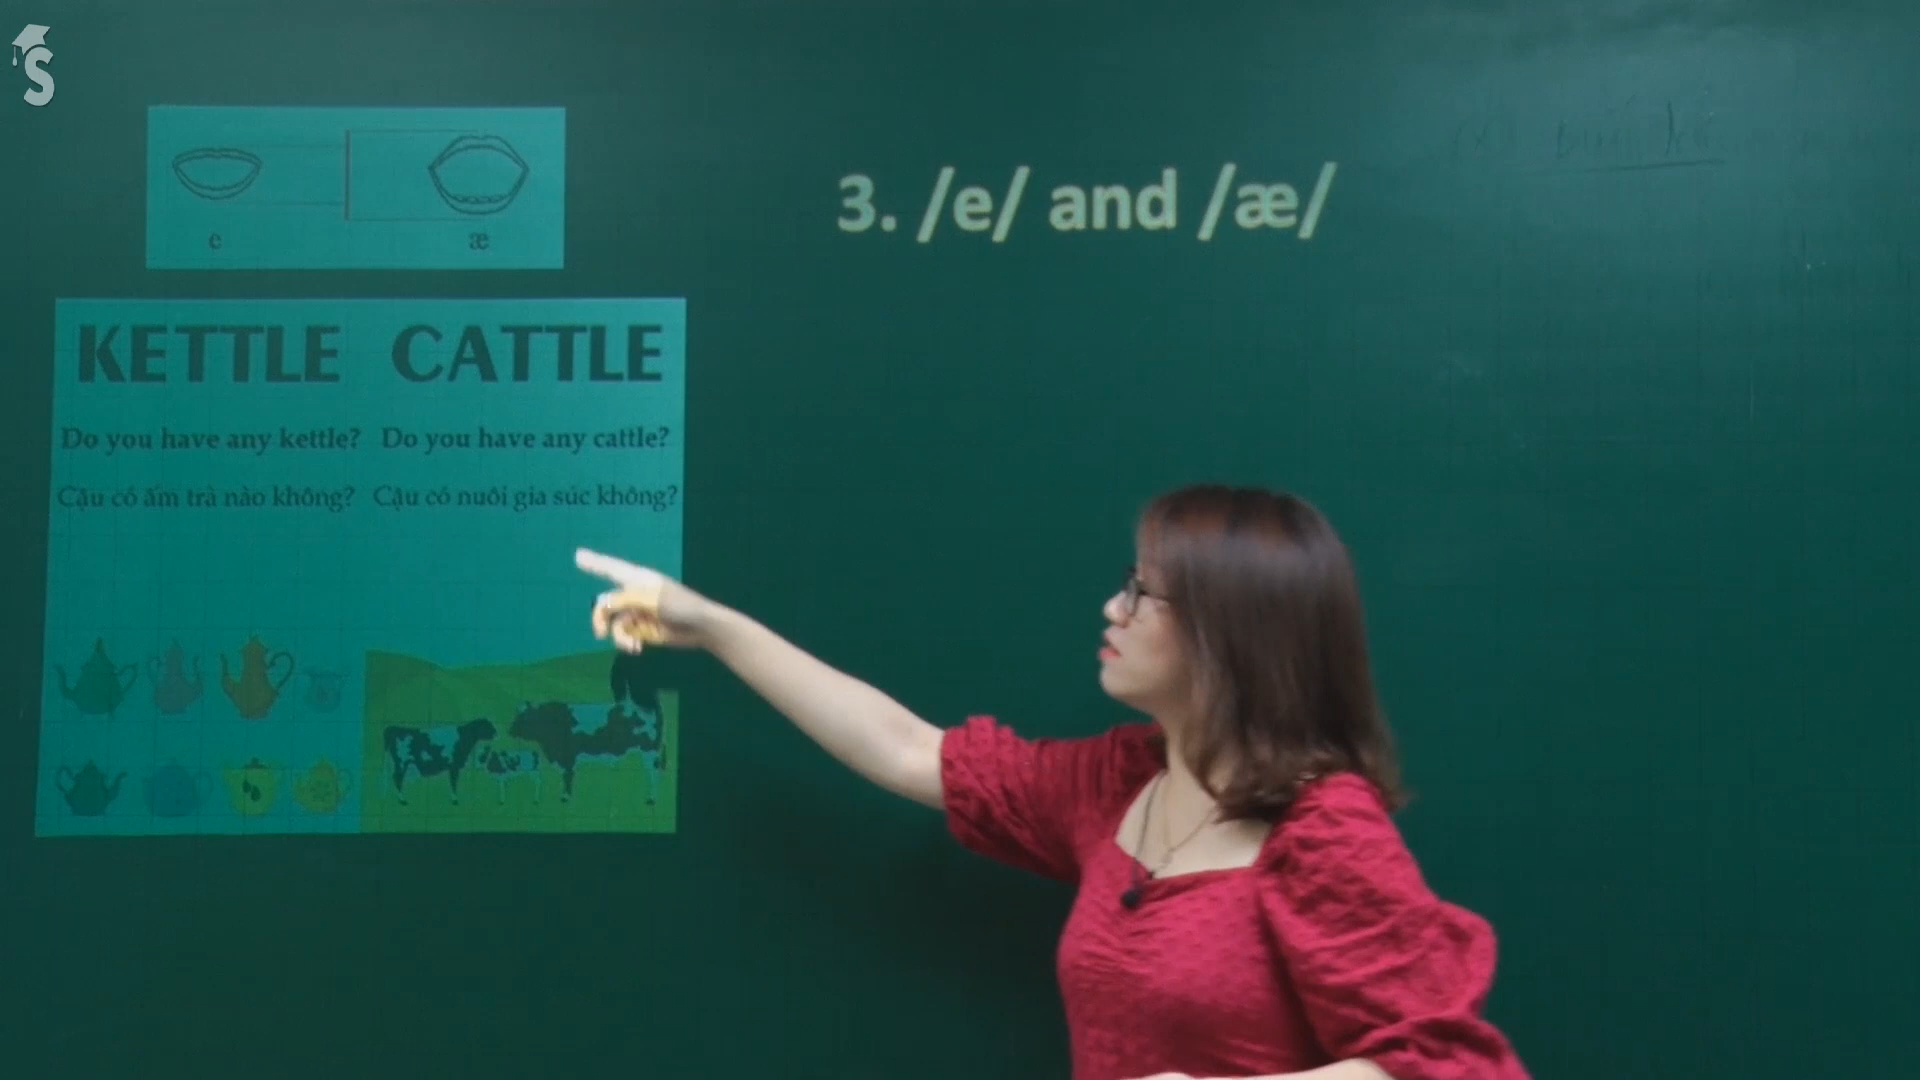 S
e æ
3. /e/ and /æ/
KETTLE CATTLE
Do you have any kettle? Do you have any cattle?
Cậu có ấm trà nào không? Cậu có nuôi gia súc không?